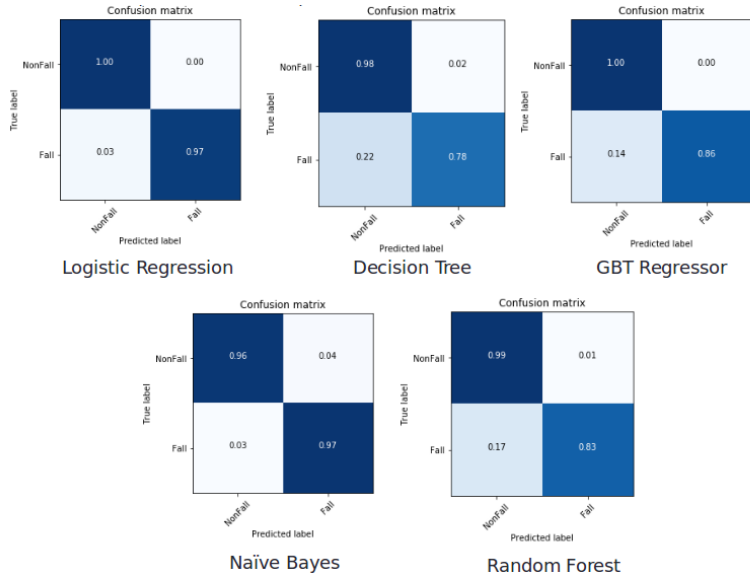 Confusion matrix
NonFall
1.00
0.00
True label
Fall
0.03
0.97
NonFall
Fall
Predicted label
Logistic Regression
Confusion matrix
NonFall
0.98
0.02
True label
Fall
0.22
0.78
NonFall
Fall
Predicted label
Decision Tree
Confusion matrix
NonFall
1.00
0.00
True label
Fall
0.14
0.86
NonFall
Fall
Predicted label
GBT Regressor
Confusion matrix
NonFall
0.96
0.04
True label
Fall
0.03
0.97
NonFall
Fall
Predicted label
Naïve Bayes
Confusion matrix
NonFall
0.99
0.01
True label
Fall
0.17
0.83
NonFall
Fall
Predicted label
Random Forest